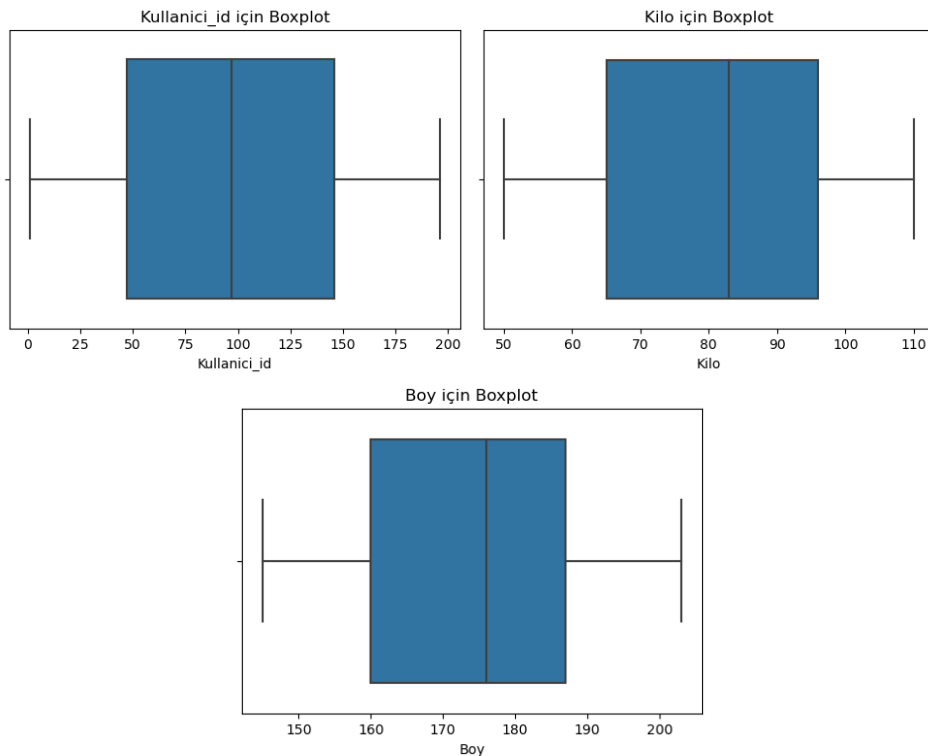 Kullanici_id için Boxplot
0 25 50 75 100 125 150 175 200
Kullanici_id
Kilo için Boxplot
50 60 70 80 90 100 110
Kilo
Boy için Boxplot
150 160 170 180 190 200
Boy